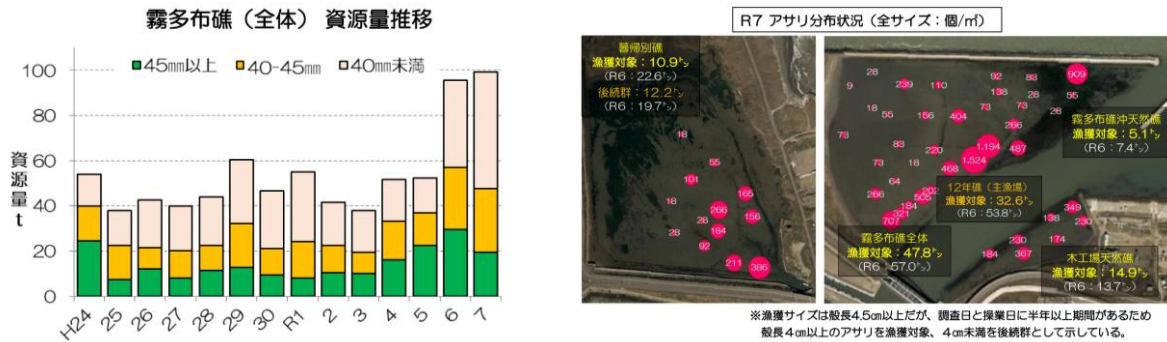 霧多布礁（全体） 資源量推移
45mm以上
40-45mm
40mm未満
資源量 t
100
80
60
40
20
0
H24
25
26
27
28
29
30
R1
2
3
4
5
6
7
R7 アサリ分布状況（全サイズ：個/㎡）
暮帰別礁
漁獲対象：10.9㌧
（R6：22.6㌧）
後続群：12.2㌧
（R6：19.7㌧）
18
55
101
165
18
266
156
28
28
184
92
211
386
28
92
83
909
9
239
110
138
28
55
18
73
73
28
55
156
404
73
266
83
220
1,194
487
73
18
1,524
468
64
266
202
505
184
321
707
霧多布礁沖天然礁
漁獲対象：5.1㌧
（R6：7.4㌧）
12年礁（主漁場）
漁獲対象：32.6㌧
（R6：53.8㌧）
霧多布全体
漁獲対象：47.8㌧
（R6：57.0㌧）
349
138
230
230
174
184
367
木工場天然礁
漁獲対象：14.9㌧
（R6：13.7㌧）
※漁獲サイズは殻長4.5㎝以上だが、調査日と操業日に半年以上期間があるため
殻長４㎝以上のアサリを漁獲対象、４㎝未満を後続群として示している。